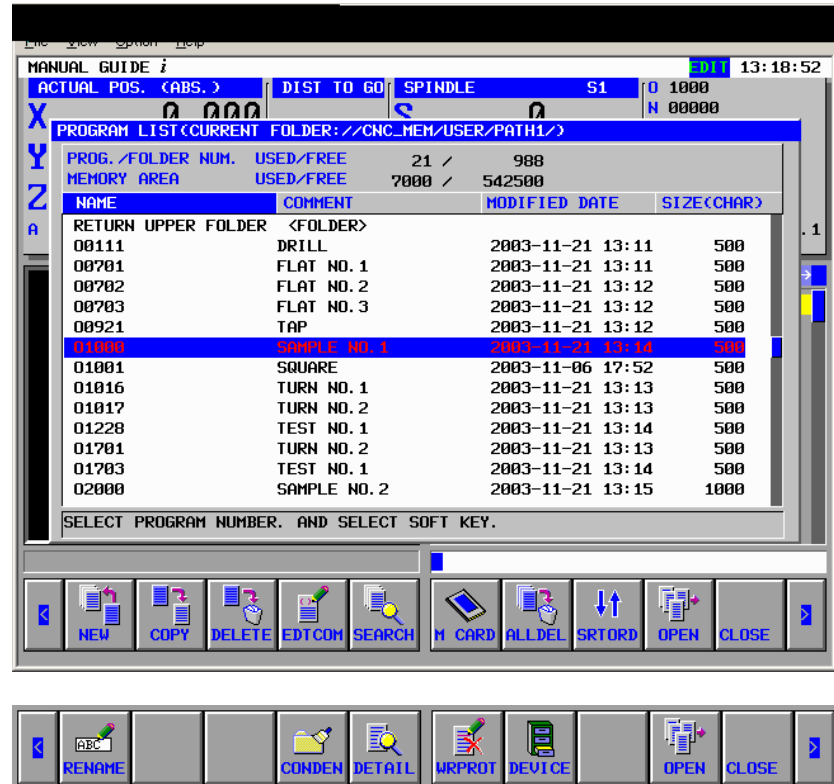 MANUAL GUIDE i EDIT 13:18:52
ACTUAL POS. (ABS.) DIST TO GO SPINDLE S1 O 1000
N 00000
X 0.000 S 0
PROGRAM LIST(CURRENT FOLDER://CNC_MEM/USER/PATH1/)
Y PROG./FOLDER NUM. USED/FREE 21 / 988
MEMORY AREA USED/FREE 7000 / 542500
Z NAME COMMENT MODIFIED DATE SIZE(CHAR)
A RETURN UPPER FOLDER <FOLDER> .1
O0111 DRILL 2003-11-21 13:11 500
O0701 FLAT NO.1 2003-11-21 13:11 500
O0702 FLAT NO.2 2003-11-21 13:12 500
O0703 FLAT NO.3 2003-11-21 13:12 500
O0921 TAP 2003-11-21 13:12 500
O1000 SAMPLE NO.1 2003-11-21 13:14 500
O1001 SQUARE 2003-11-06 17:52 500
O1016 TURN NO.1 2003-11-21 13:13 500
O1017 TURN NO.2 2003-11-21 13:13 500
O1228 TEST NO.1 2003-11-21 13:14 500
O1701 TURN NO.2 2003-11-21 13:13 500
O1703 TEST NO.1 2003-11-21 13:14 500
O2000 SAMPLE NO.2 2003-11-21 13:15 1000
SELECT PROGRAM NUMBER. AND SELECT SOFT KEY.
< NEW COPY DELETE EDTCOM SEARCH M CARD ALLDEL SRTORD OPEN CLOSE >
< ABC RENAME CONDEN DETAIL WRPROT DEVICE OPEN CLOSE >